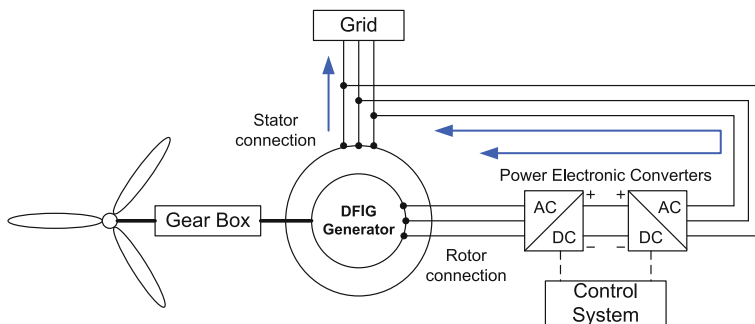 Grid
Stator
connection
Power Electronic Converters
Gear Box
DFIG
Generator
AC
DC
+ +
− −
AC
DC
Rotor
connection
Control
System